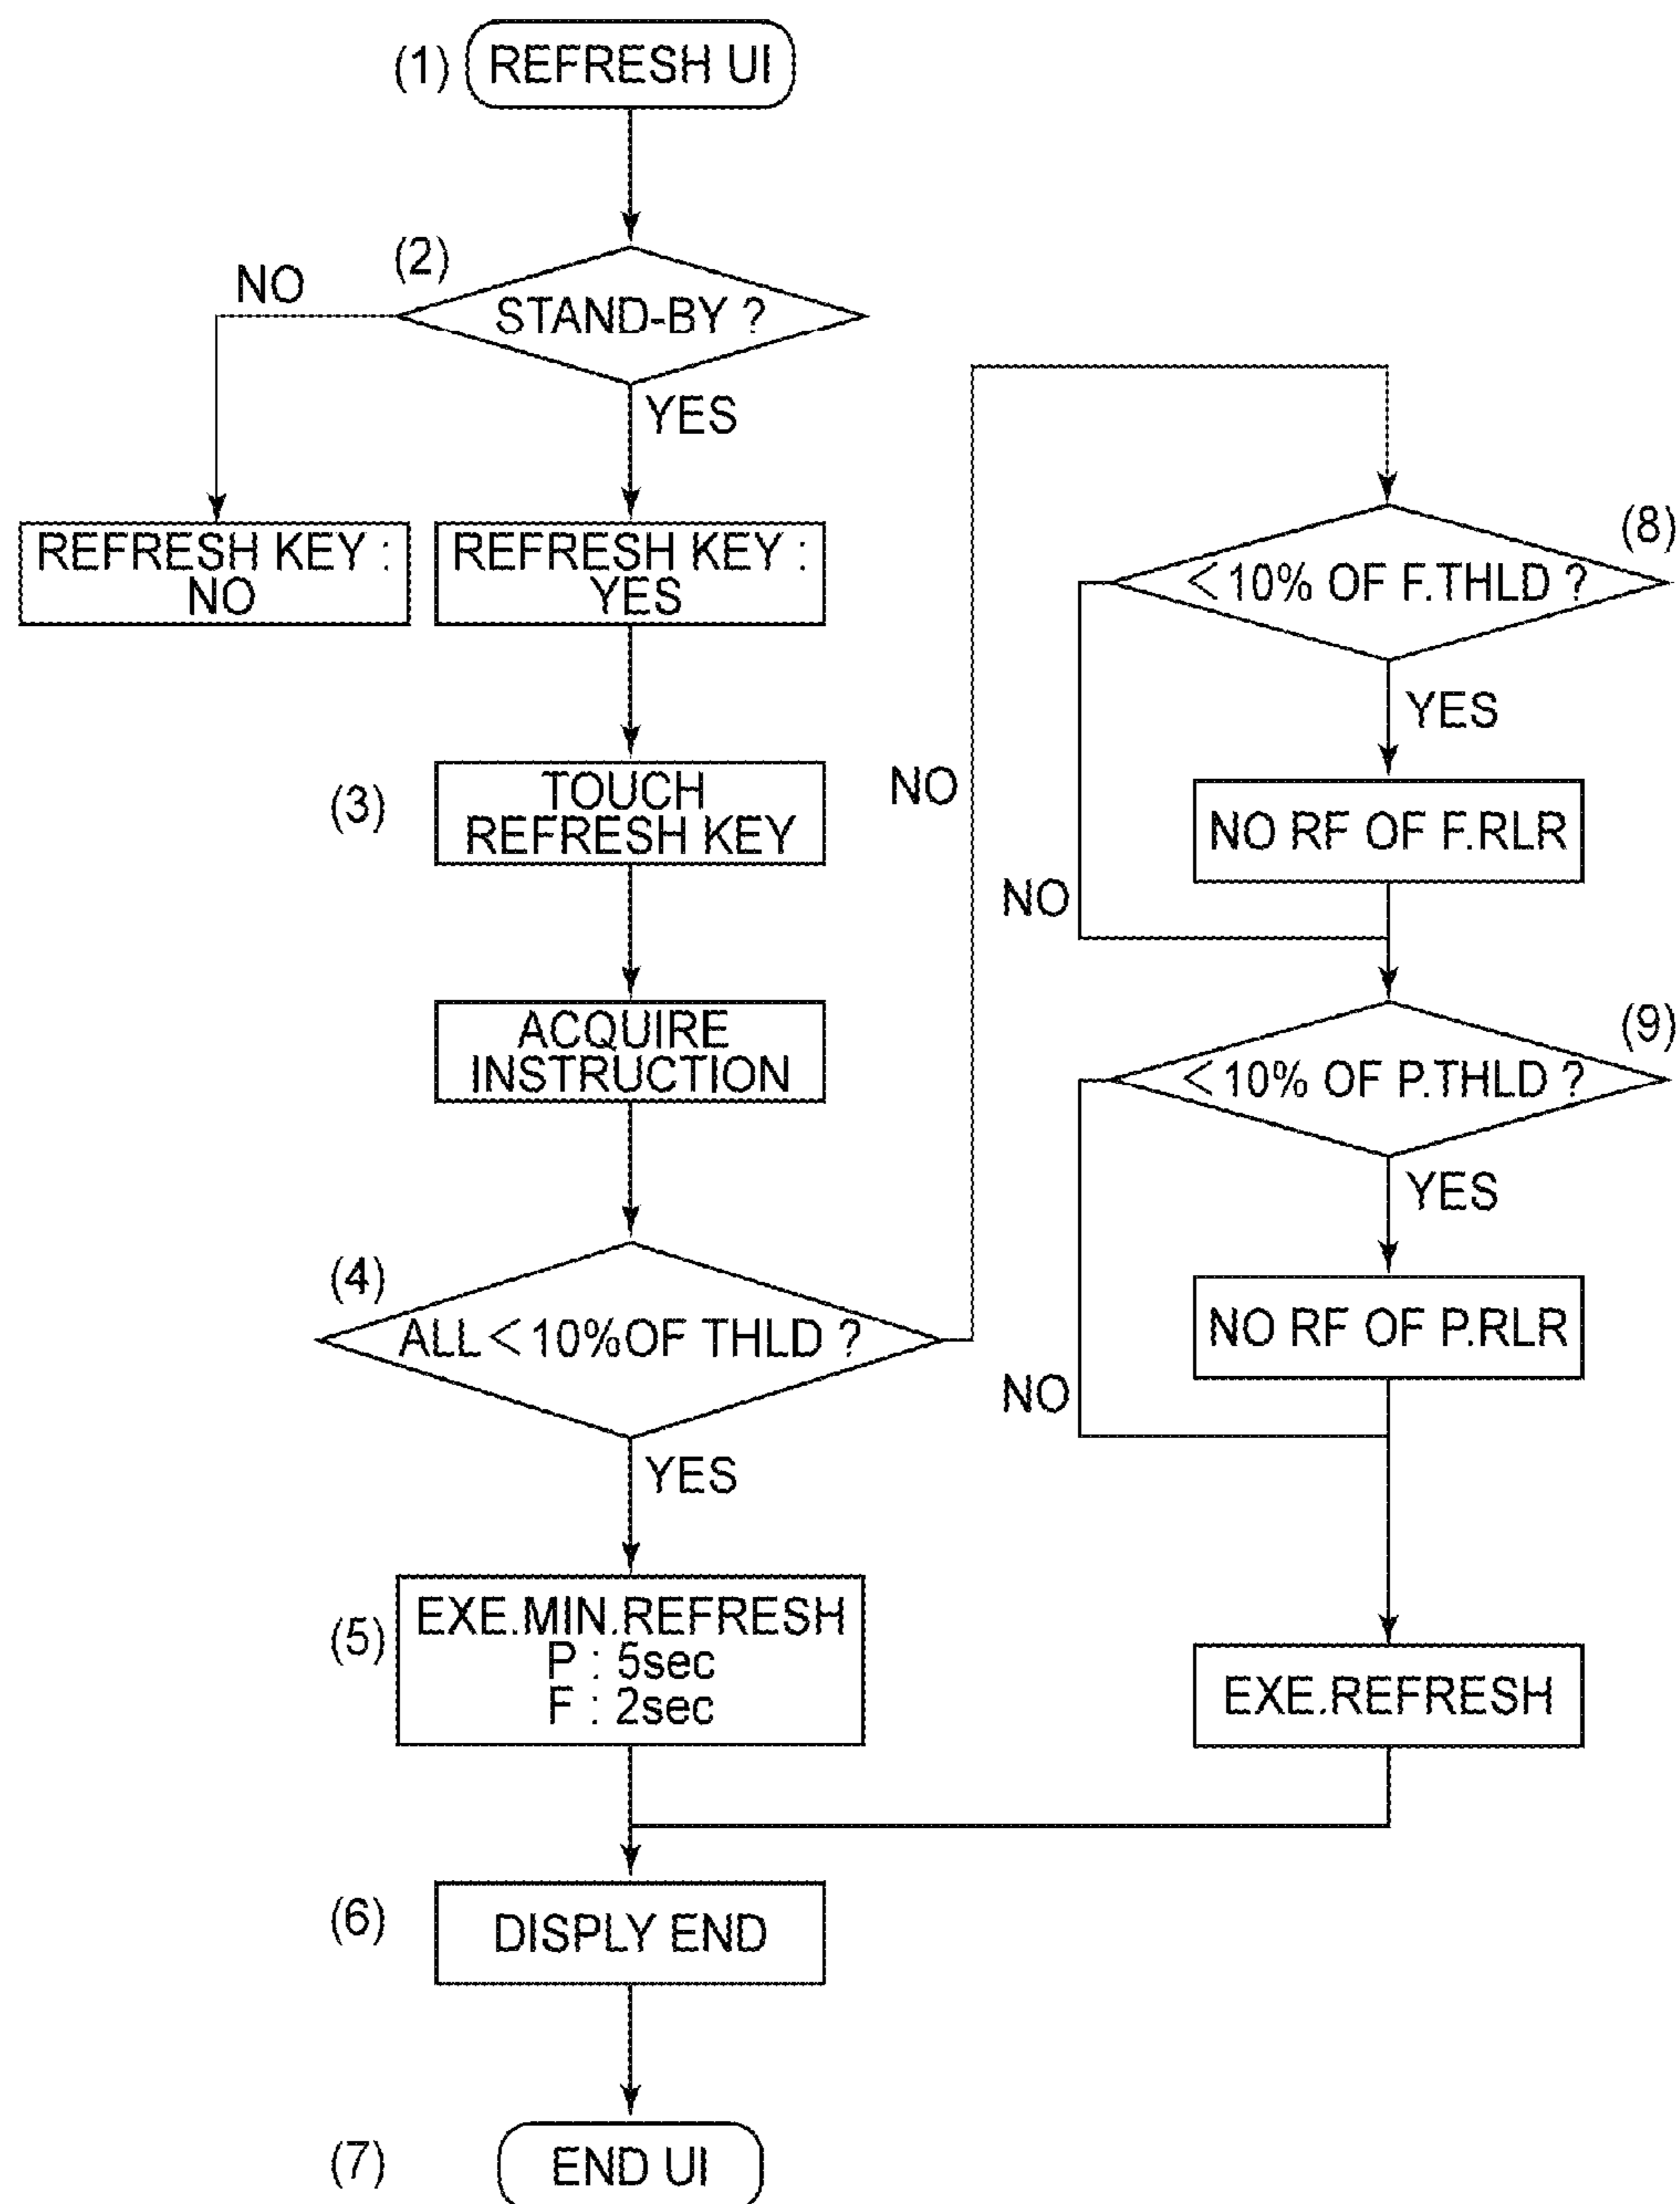 (1) REFRESH UI
(2)
NO
STAND-BY ?
YES
REFRESH KEY :
NO
REFRESH KEY :
YES
(3)
TOUCH
REFRESH KEY
ACQUIRE
INSTRUCTION
(4)
ALL < 10%OF THLD ?
NO
YES
(5)
EXE.MIN.REFRESH
P : 5sec
F : 2sec
(6)
DISPLY END
(7)
END UI
(8)
< 10% OF F.THLD ?
YES
NO RF OF F.RLR
NO
(9)
< 10% OF P.THLD ?
YES
NO RF OF P.RLR
NO
EXE.REFRESH